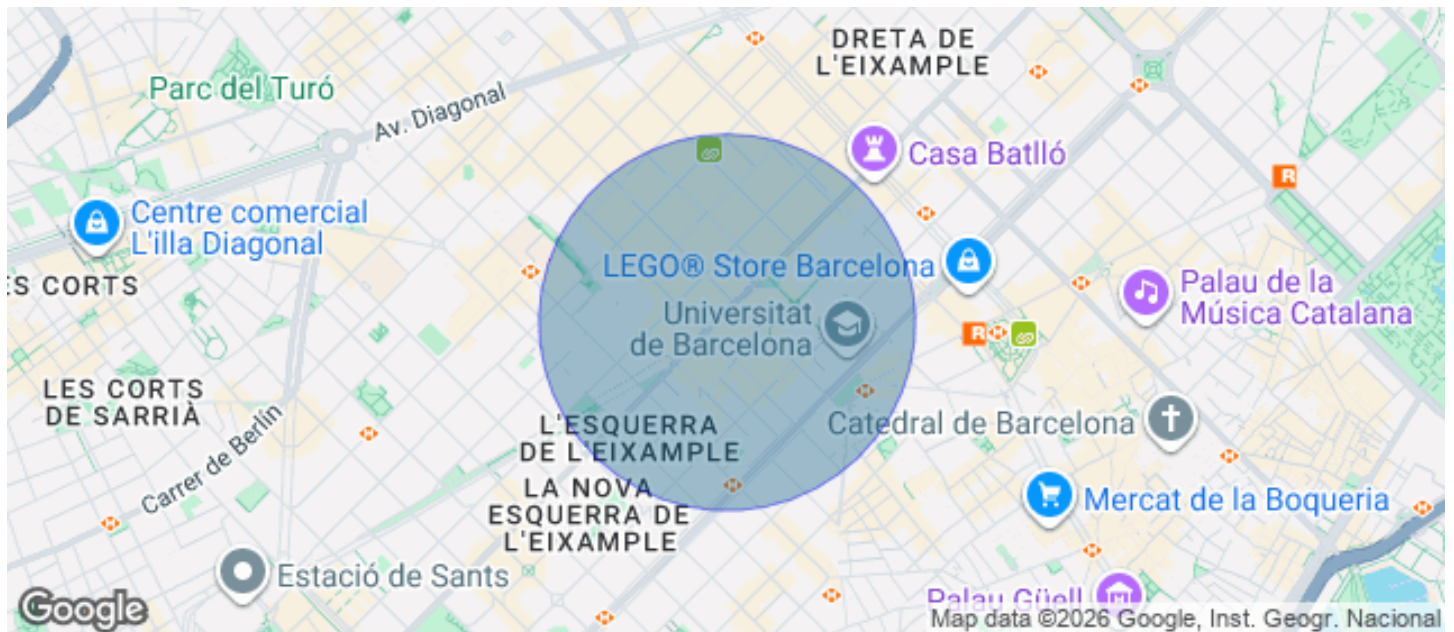 DRETA DE
L'EIXAMPLE
Parc del Turó
Av. Diagonal
Casa Batlló
R
Centre comercial
L'illa Diagonal
LEGO® Store Barcelona
ES CORTS
Palau de la
Música Catalana
Universitat
de Barcelona
R
LES CORTS
DE SARRIÀ
Carrer de Berlín
L'ESQUERRA
DE L'EIXAMPLE
Catedral de Barcelona
LA NOVA
ESQUERRA DE
L'EIXAMPLE
Mercat de la Boqueria
Estació de Sants
Palau Güell
Google
Map data ©2026 Google, Inst. Geogr. Nacional